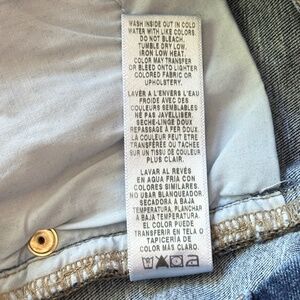 WASH INSIDE OUT IN COLD
WATER WITH LIKE COLORS.
DO NOT BLEACH.
TUMBLE DRY LOW.
IRON LOW HEAT.
COLOR MAY TRANSFER
OR BLEED ONTO LIGHTER
COLORED FABRIC OR
UPHOLSTERY.
LAVER À L'ENVERS L'EAU
FROIDE AVEC DES
COULEURS SEMBLABLES
NE PAS JAVELLISER.
SECHE-LINGE DOUX
REPASSAGE À FER DOUX.
LA COULEUR PEUT ÊTRE
TRANSFÉRÉE OU TACHÉE
SUR UN TISSU DE COULEUR
PLUS CLAIR.
LAVAR AL REVÉS
EN AGUA FRIA CON
COLORES SIMILARES.
NO USAR BLANQUEADOR.
SECADORA A BAJA
TEMPERATURA, PLANCHAR
A BAJA TEMPERATURA.
EL COLOR PUEDE
TRANSFERIR EN TELA O
TAPICERÍA DE
COLOR MÁS CLARO.